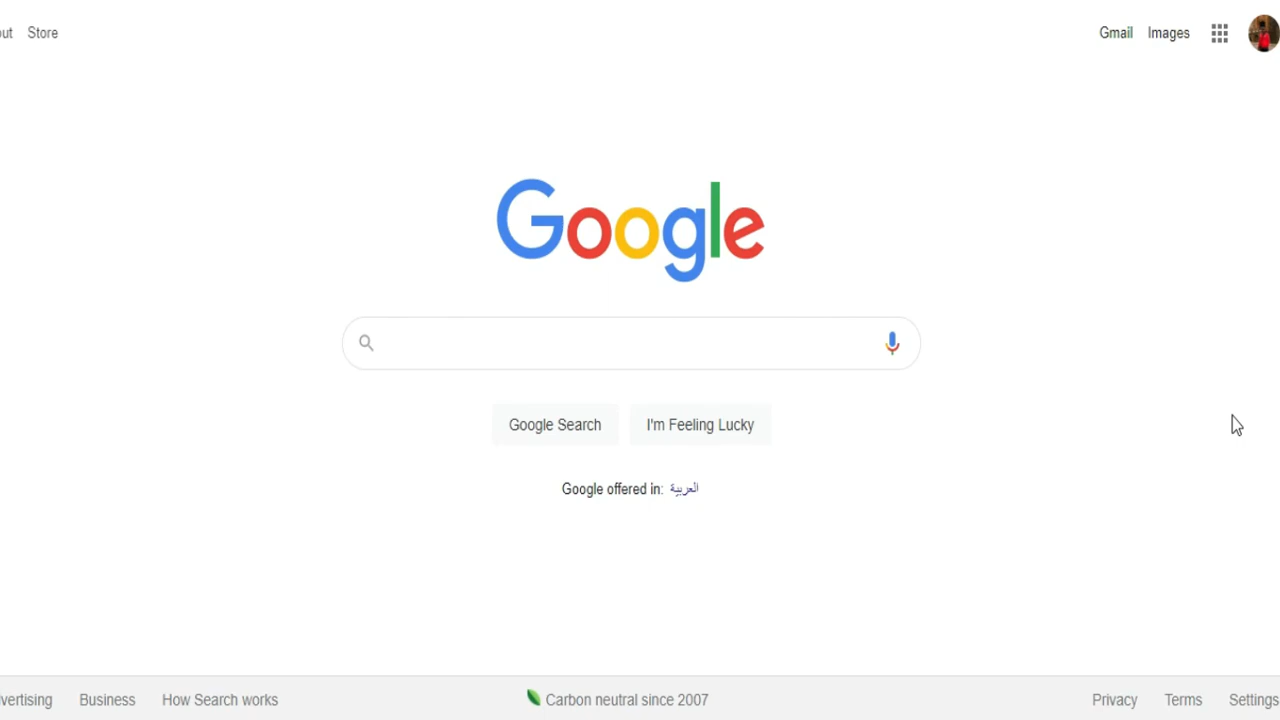 out Store
Gmail Images
Google
Google Search I'm Feeling Lucky
Google offered in: العربية
vertising Business How Search works
Carbon neutral since 2007
Privacy Terms Settings